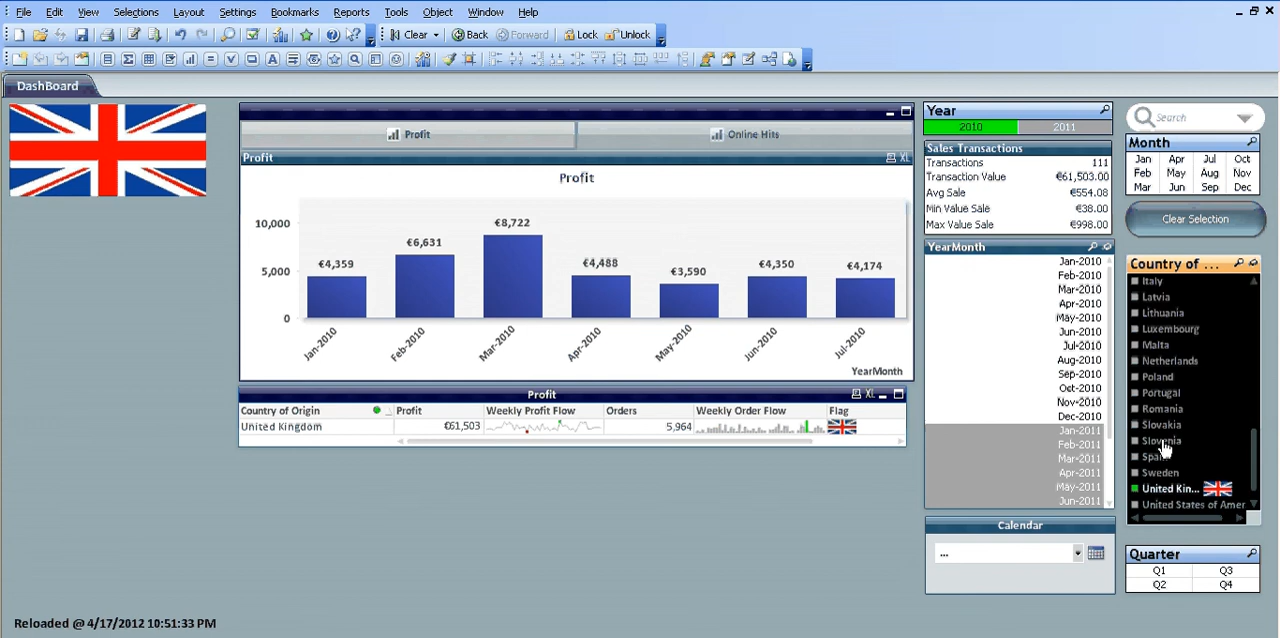 File Edit View Selections Layout Settings Bookmarks Reports Tools Object Window Help
Clear Back Forward Lock Unlock
DashBoard
Profit Online Hits
Profit XL
Profit
10,000
5,000
0
€4,359
€6,631
€8,722
€4,488
€3,590
€4,350
€4,174
Jan-2010
Feb-2010
Mar-2010
Apr-2010
May-2010
Jun-2010
Jul-2010
YearMonth
Profit XL
Country of Origin Profit Weekly Profit Flow Orders Weekly Order Flow Flag
United Kingdom €61,503 5,964
Year
2010 2011
Sales Transactions
Transactions 111
Transaction Value €61,503.00
Avg Sale €554.08
Min Value Sale €38.00
Max Value Sale €998.00
YearMonth
Jan-2010
Feb-2010
Mar-2010
Apr-2010
May-2010
Jun-2010
Jul-2010
Aug-2010
Sep-2010
Oct-2010
Nov-2010
Dec-2010
Jan-2011
Feb-2011
Mar-2011
Apr-2011
May-2011
Jun-2011
Calendar
...
Search
Month
Jan Apr Jul Oct
Feb May Aug Nov
Mar Jun Sep Dec
Clear Selection
Country of ...
Italy
Latvia
Lithuania
Luxembourg
Malta
Netherlands
Poland
Portugal
Romania
Slovakia
Slovenia
Sweden
United Kin...
United States of Amer
Quarter
Q1 Q3
Q2 Q4
Reloaded @ 4/17/2012 10:51:33 PM